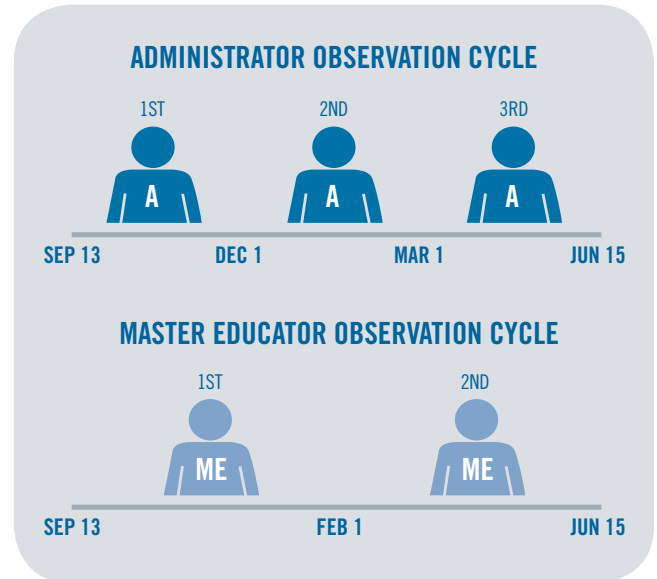 ADMINISTRATOR OBSERVATION CYCLE
1ST 2ND 3RD
A A A
SEP 13 DEC 1 MAR 1 JUN 15
MASTER EDUCATOR OBSERVATION CYCLE
1ST 2ND
ME ME
SEP 13 FEB 1 JUN 15